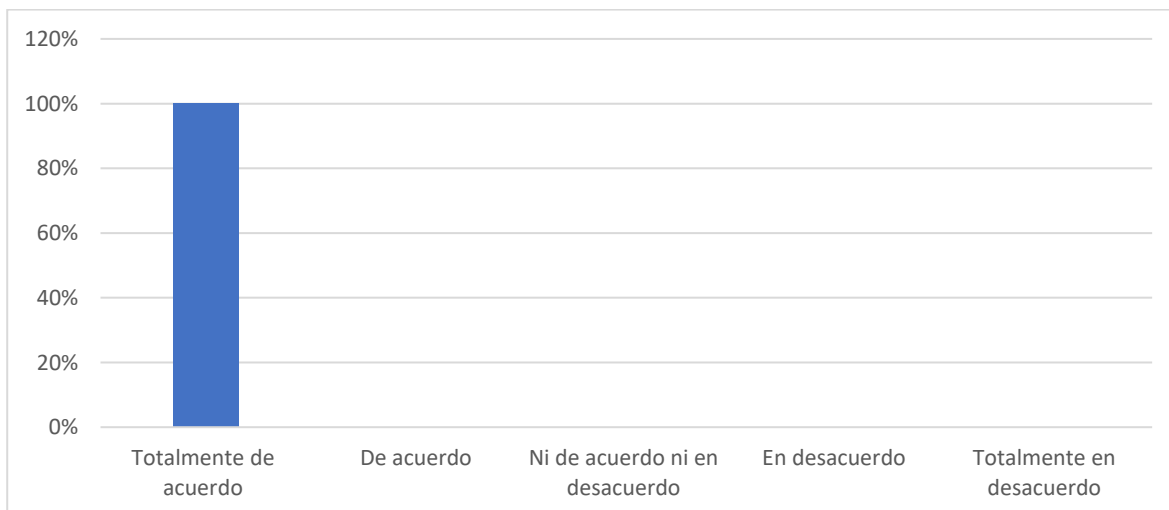 120%
100%
80%
60%
40%
20%
0%
Totalmente de
acuerdo
De acuerdo
Ni de acuerdo ni en
desacuerdo
En desacuerdo
Totalmente en
desacuerdo